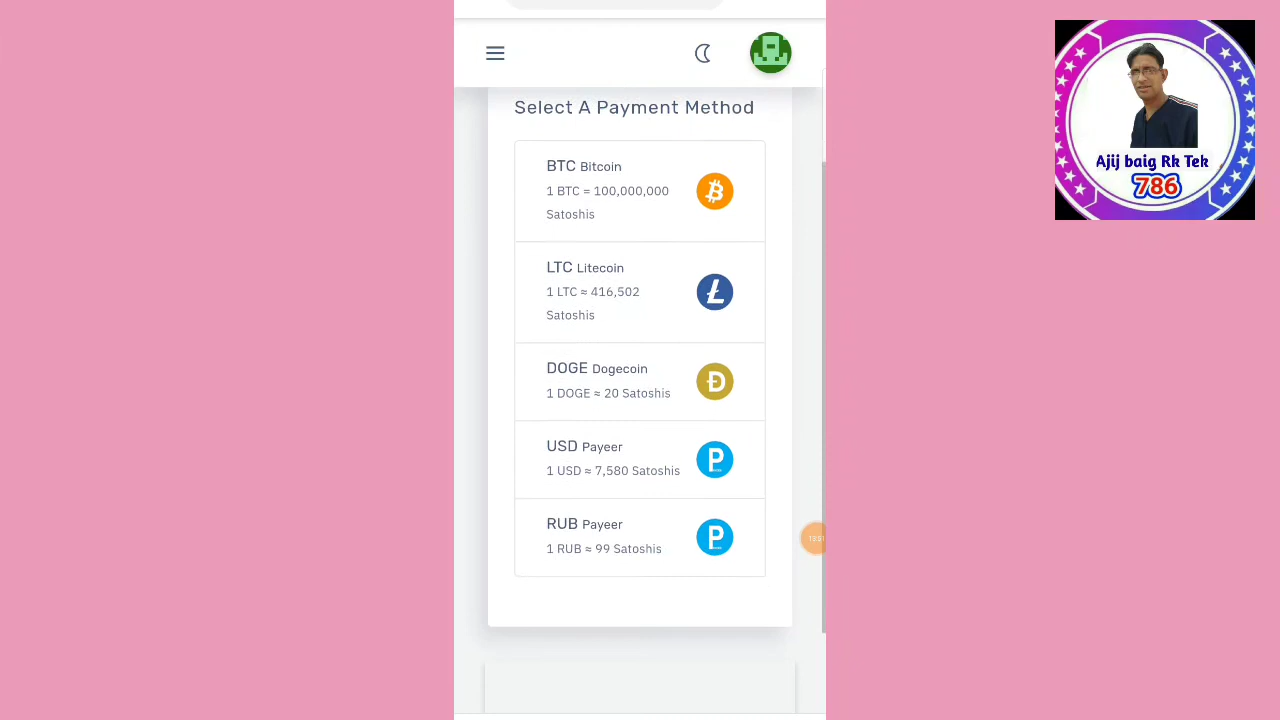 Select A Payment Method
BTC Bitcoin
1 BTC = 100,000,000
Satoshis
LTC Litecoin
1 LTC ≈ 416,502
Satoshis
DOGE Dogecoin
1 DOGE ≈ 20 Satoshis
USD Payeer
1 USD ≈ 7,580 Satoshis
RUB Payeer
1 RUB ≈ 99 Satoshis
Ajij baig Rk Tek
786